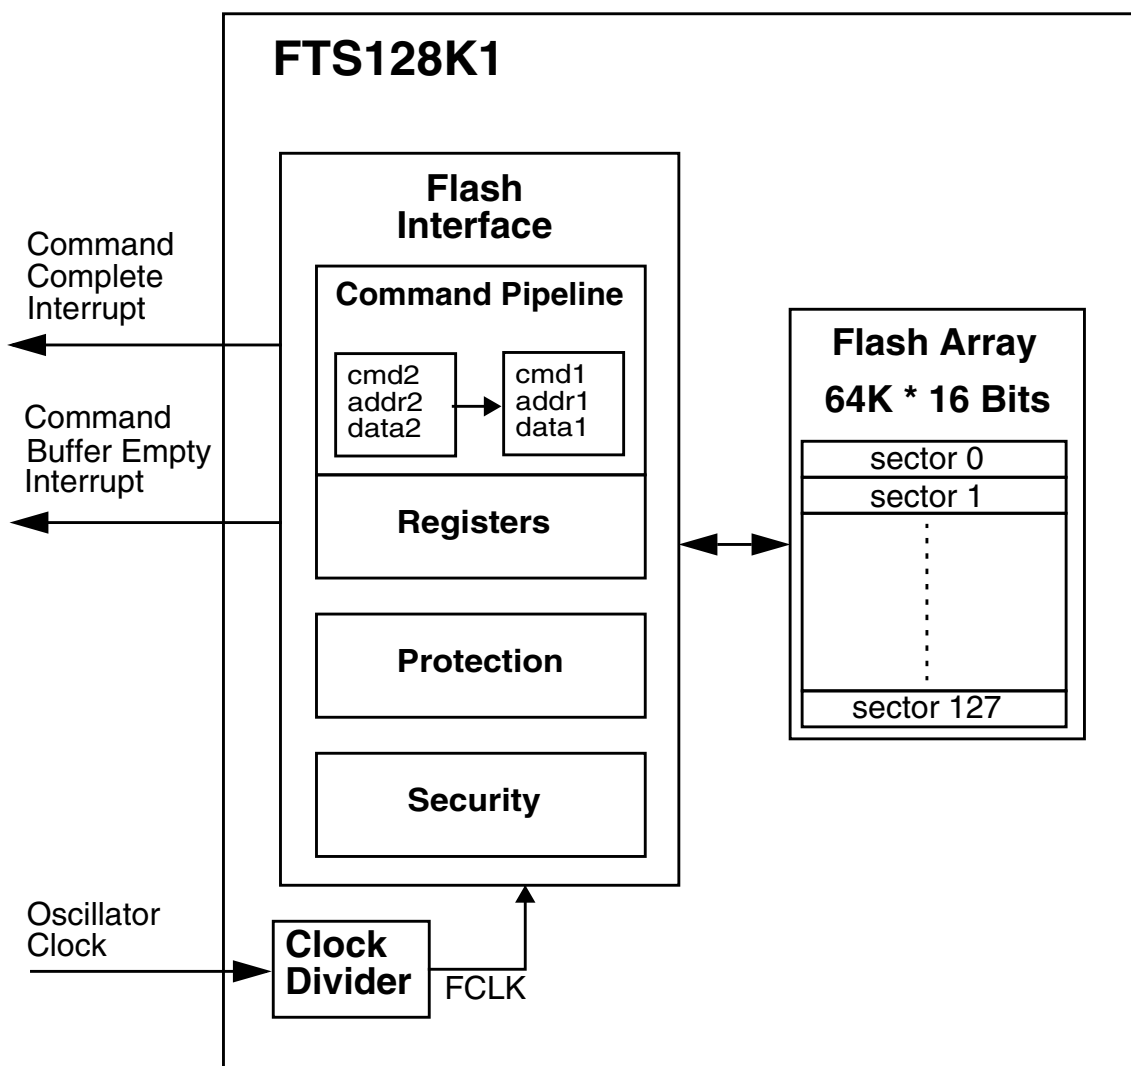 FTS128K1
Flash
Interface
Command
Complete
Interrupt
Command Pipeline
cmd2
addr2
data2
cmd1
addr1
data1
Flash Array
64K * 16 Bits
sector 0
sector 1
sector 127
Command
Buffer Empty
Interrupt
Registers
Protection
Security
Oscillator
Clock
Clock
Divider
FCLK